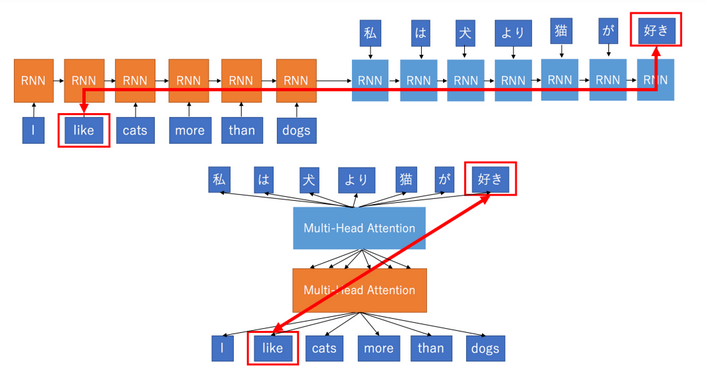 私 は 犬 より 猫 が 好き
RNN RNN RNN RNN RNN RNN RNN RNN RNN RNN RNN RNN RNN
I like cats more than dogs
私 は 犬 より 猫 が 好き
Multi-Head Attention
Multi-Head Attention
I like cats more than dogs